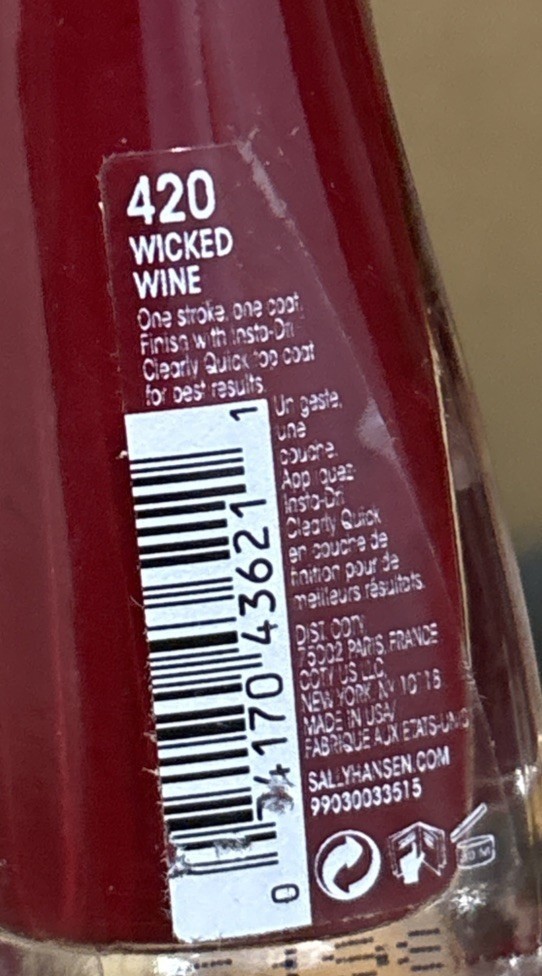 420
WICKED
WINE
One stroke, one coat.
Finish with Insta-Dri
Clearly Quick top coat
for best results.
Un geste,
une
couche.
Appliquez
Insta-Dri
Clearly Quick
en couche de
finition pour de
meilleurs résultats.
DIST. COTY
75002 PARIS, FRANCE
COTY US LLC
NEW YORK, NY 10118
MADE IN USA/
FABRIQUÉ AUX ETATS-UNIS
SALLYHANSEN.COM
99030033515
0 74170 43621 1